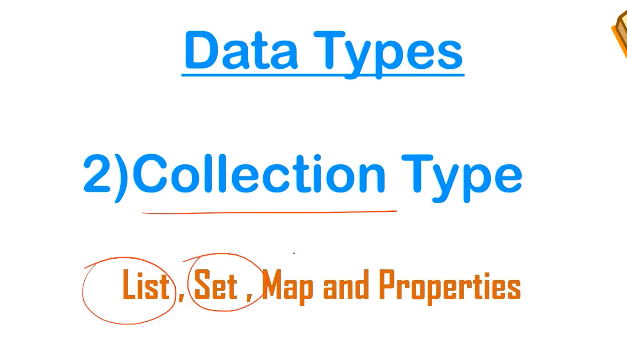 Data Types
2)Collection Type
List , Set , Map and Properties